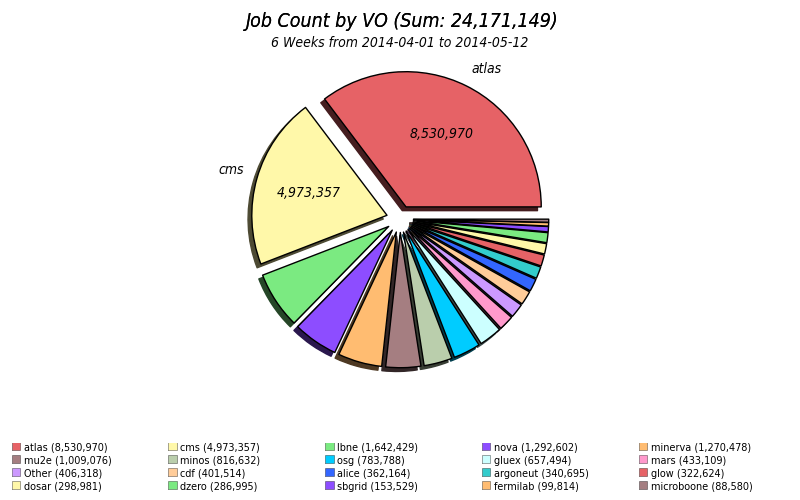 Job Count by VO (Sum: 24,171,149)
6 Weeks from 2014-04-01 to 2014-05-12
atlas
8,530,970
cms
4,973,357
atlas (8,530,970) cms (4,973,357) lbne (1,642,429) nova (1,292,602) minerva (1,270,478)
mu2e (1,009,076) minos (816,632) osg (783,788) gluex (657,494) mars (433,109)
Other (406,318) cdf (401,514) alice (362,164) argoneut (340,695) glow (322,624)
dosar (298,981) dzero (286,995) sbgrid (153,529) fermilab (99,814) microboone (88,580)